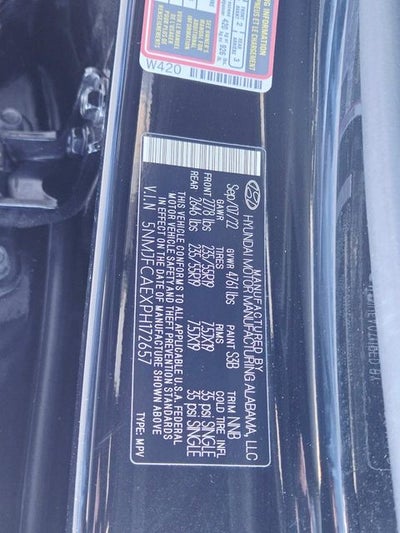 W420
MANUFACTURED BY
HYUNDAI MOTOR MANUFACTURING ALABAMA, LLC
Sep/07/22 GVWR 4761 lbs PAINT S3B TRIM NNB
GAWR TIRES RIMS COLD TIRE INFL
FRONT 2778 lbs 235/55R19 7.5JX19 35 psi SINGLE
REAR 2646 lbs 235/55R19 7.5JX19 35 psi SINGLE
THIS VEHICLE CONFORMS TO ALL APPLICABLE U.S.A. FEDERAL
MOTOR VEHICLE SAFETY AND THEFT PREVENTION STANDARDS
IN EFFECT ON THE DATE OF MANUFACTURE SHOWN ABOVE
V.I.N 5NMJFCAEXPH172657 TYPE: MPV